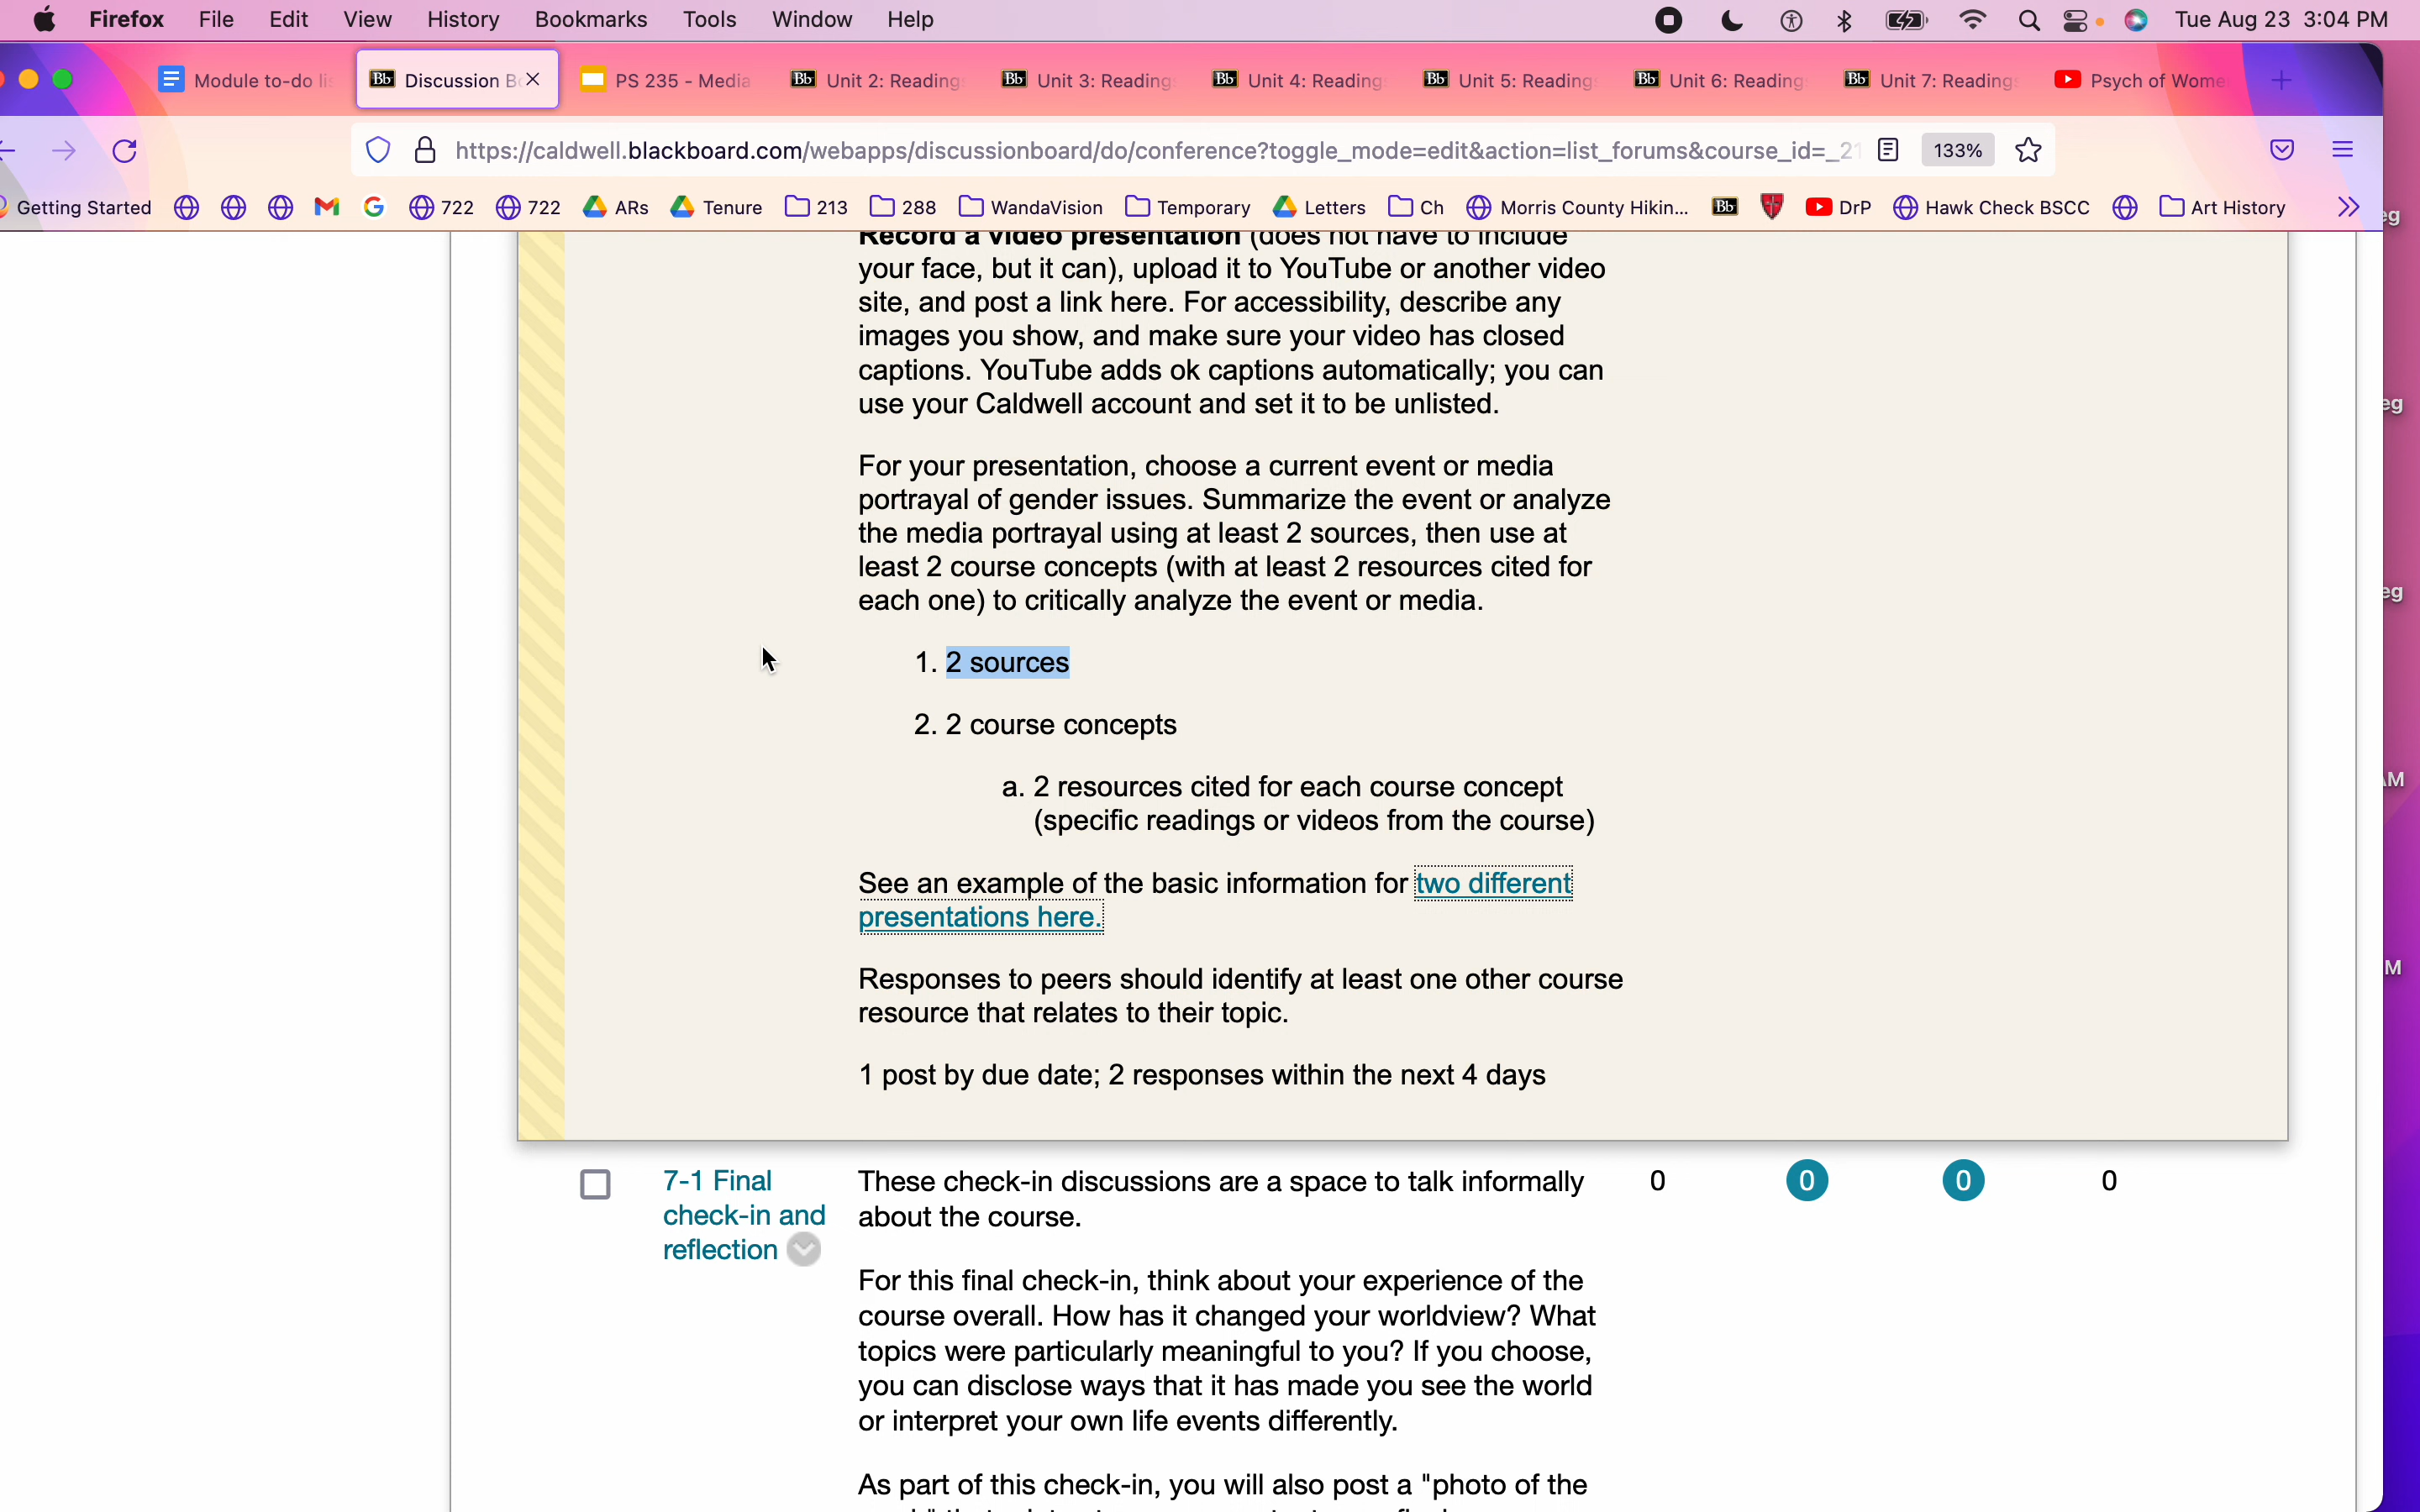 Firefox File Edit View History Bookmarks Tools Window Help Tue Aug 23 3:04 PM
Module to-do lis Discussion Bo PS 235 - Media Unit 2: Reading Unit 3: Reading Unit 4: Reading Unit 5: Reading Unit 6: Reading Unit 7: Reading Psych of Wome
https://caldwell.blackboard.com/webapps/discussionboard/do/conference?toggle_mode=edit&action=list_forums&course_id=_21 133%
Getting Started 722 722 ARs Tenure 213 288 WandaVision Temporary Letters Ch Morris County Hikin... Bb DrP Hawk Check BSCC Art History
Record a video presentation (does not have to include
your face, but it can), upload it to YouTube or another video
site, and post a link here. For accessibility, describe any
images you show, and make sure your video has closed
captions. YouTube adds ok captions automatically; you can
use your Caldwell account and set it to be unlisted.
For your presentation, choose a current event or media
portrayal of gender issues. Summarize the event or analyze
the media portrayal using at least 2 sources, then use at
least 2 course concepts (with at least 2 resources cited for
each one) to critically analyze the event or media.
1. 2 sources
2. 2 course concepts
a. 2 resources cited for each course concept
(specific readings or videos from the course)
See an example of the basic information for two different
presentations here.
Responses to peers should identify at least one other course
resource that relates to their topic.
1 post by due date; 2 responses within the next 4 days
7-1 Final
check-in and
reflection
These check-in discussions are a space to talk informally
about the course.
For this final check-in, think about your experience of the
course overall. How has it changed your worldview? What
topics were particularly meaningful to you? If you choose,
you can disclose ways that it has made you see the world
or interpret your own life events differently.
As part of this check-in, you will also post a "photo of the
0 0 0 0
eg
eg
eg
AM
M